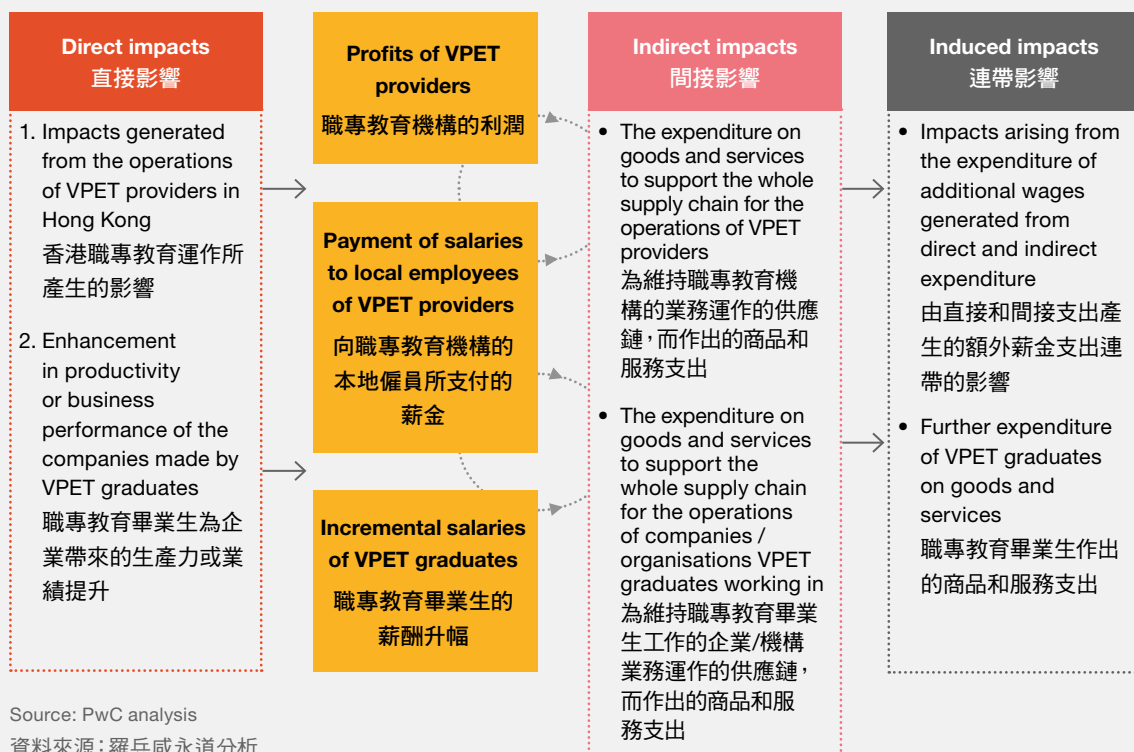 Direct impacts
直接影響
1. Impacts generated
from the operations
of VPET providers in
Hong Kong
香港職專教育運作所
產生的影響
2. Enhancement
in productivity
or business
performance of the
companies made by
VPET graduates
職專教育畢業生為企
業帶來的生產力或業
績提升
Profits of VPET
providers
職專教育機構的利潤
Payment of salaries
to local employees
of VPET providers
向職專教育機構的
本地僱員所支付的
薪金
Incremental salaries
of VPET graduates
職專教育畢業生的
薪酬升幅
Indirect impacts
間接影響
• The expenditure on
goods and services
to support the whole
supply chain for the
operations of VPET
providers
為維持職專教育機
構的業務運作的供應
鏈，而作出的商品和
服務支出
• The expenditure on
goods and services
to support the
whole supply chain
for the operations
of companies /
organisations VPET
graduates working in
為維持職專教育畢業
生工作的企業/機構
業務運作的供應鏈，
而作出的商品和服
務支出
Induced impacts
連帶影響
• Impacts arising from
the expenditure of
additional wages
generated from
direct and indirect
expenditure
由直接和間接支出產
生的額外薪金支出連
帶的影響
• Further expenditure
of VPET graduates
on goods and
services
職專教育畢業生作出
的商品和服務支出
Source: PwC analysis
資料來源：羅兵咸永道分析